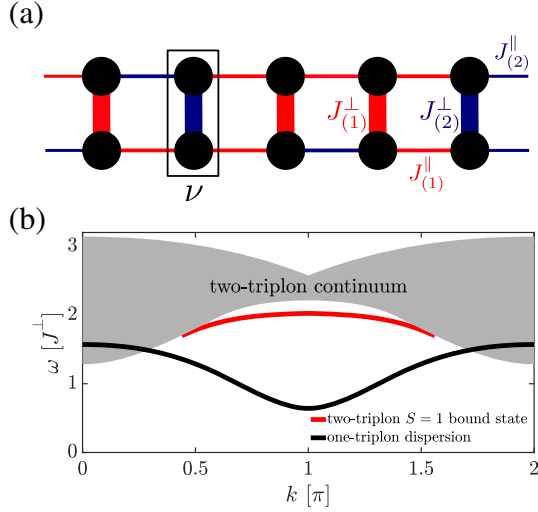 (a)
J^∥_(2)
J^⊥_(1)
J^⊥_(2)
J^∥_(1)
ν
(b)
3
2
1
0
ω [J^⊥]
two-triplon continuum
two-triplon S = 1 bound state
one-triplon dispersion
0 0.5 1 1.5 2
k [π]